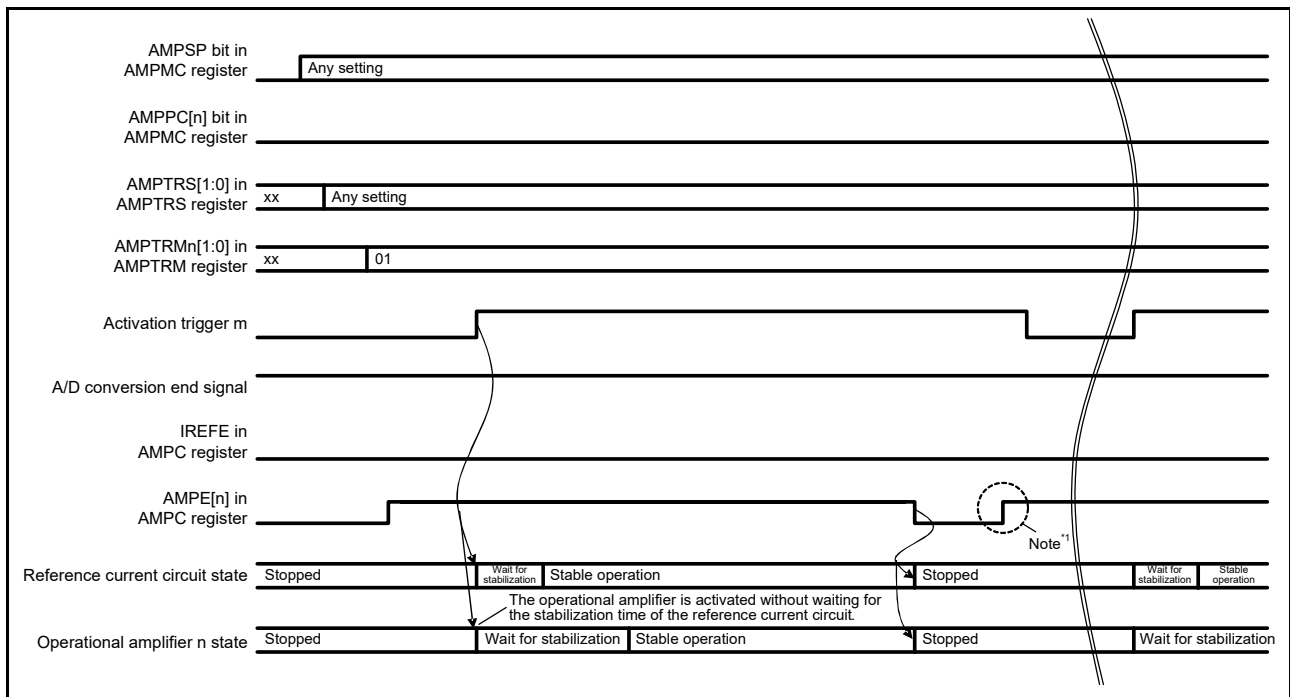 AMPSP bit in
AMPMC register
Any setting
AMPPC[n] bit in
AMPMC register
AMPTRS[1:0] in
AMPTRS register
xx
Any setting
AMPTRMn[1:0] in
AMPTRM register
xx
01
Activation trigger m
A/D conversion end signal
IREFE in
AMPC register
AMPE[n] in
AMPC register
Note*1
Reference current circuit state
Stopped
Wait for
stabilization
Stable operation
Stopped
Wait for
stabilization
Stable
operation
The operational amplifier is activated without waiting for
the stabilization time of the reference current circuit.
Operational amplifier n state
Stopped
Wait for stabilization
Stable operation
Stopped
Wait for stabilization